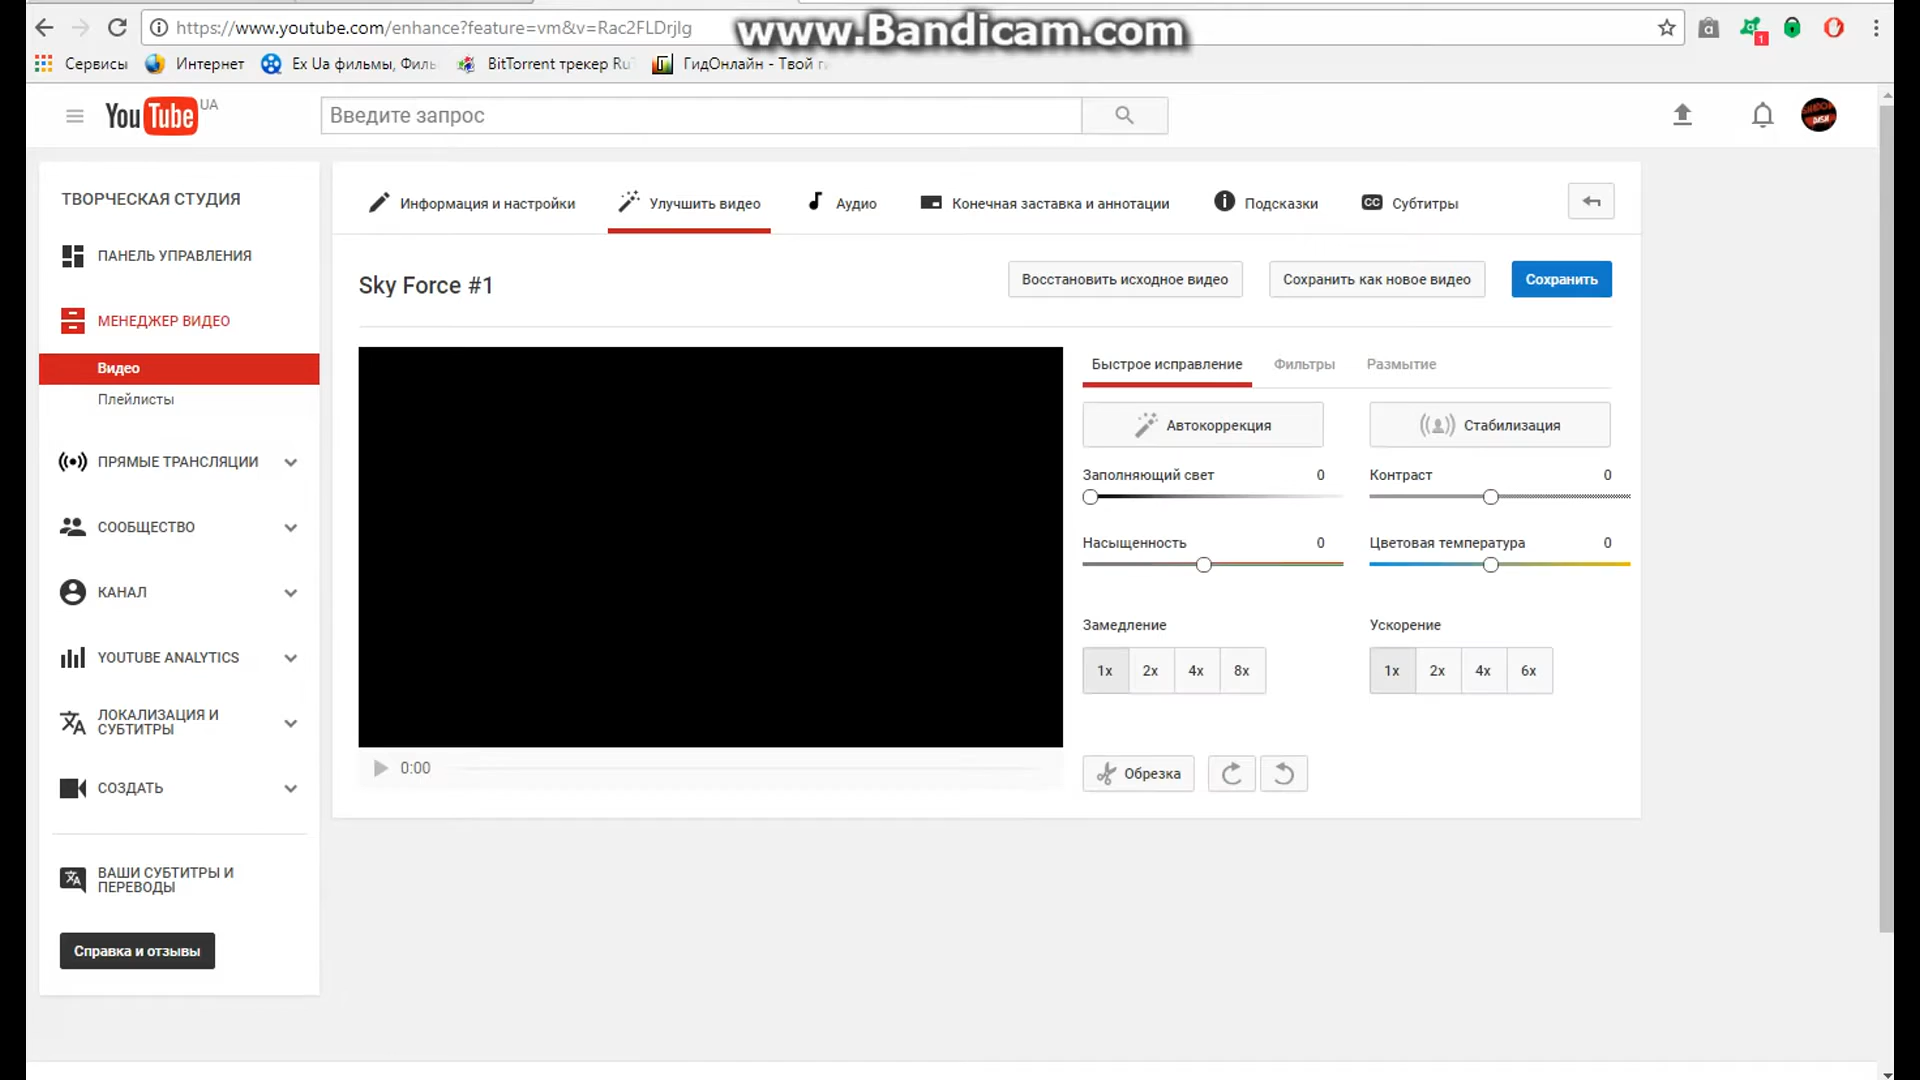 https://www.youtube.com/enhance?feature=vm&v=Rac2FLDrjIg
www.Bandicam.com
1
Сервисы
Интернет
Ex Ua фильмы, Филь
BitTorrent трекер Ru
ГидОнлайн - Твой г
YouTube UA
Введите запрос
SHADOW
DASH
ТВОРЧЕСКАЯ СТУДИЯ
ПАНЕЛЬ УПРАВЛЕНИЯ
МЕНЕДЖЕР ВИДЕО
Видео
Плейлисты
ПРЯМЫЕ ТРАНСЛЯЦИИ
СООБЩЕСТВО
КАНАЛ
YOUTUBE ANALYTICS
ЛОКАЛИЗАЦИЯ И
СУБТИТРЫ
СОЗДАТЬ
ВАШИ СУБТИТРЫ И
ПЕРЕВОДЫ
Справка и отзывы
Информация и настройки
Улучшить видео
Аудио
Конечная заставка и аннотации
Подсказки
CC Субтитры
Sky Force #1
Восстановить исходное видео
Сохранить как новое видео
Сохранить
0:00
Быстрое исправление
Фильтры
Размытие
Автокоррекция
Стабилизация
Заполняющий свет 0
Контраст 0
Насыщенность 0
Цветовая температура 0
Замедление
Ускорение
1x 2x 4x 8x
1x 2x 4x 6x
Обрезка